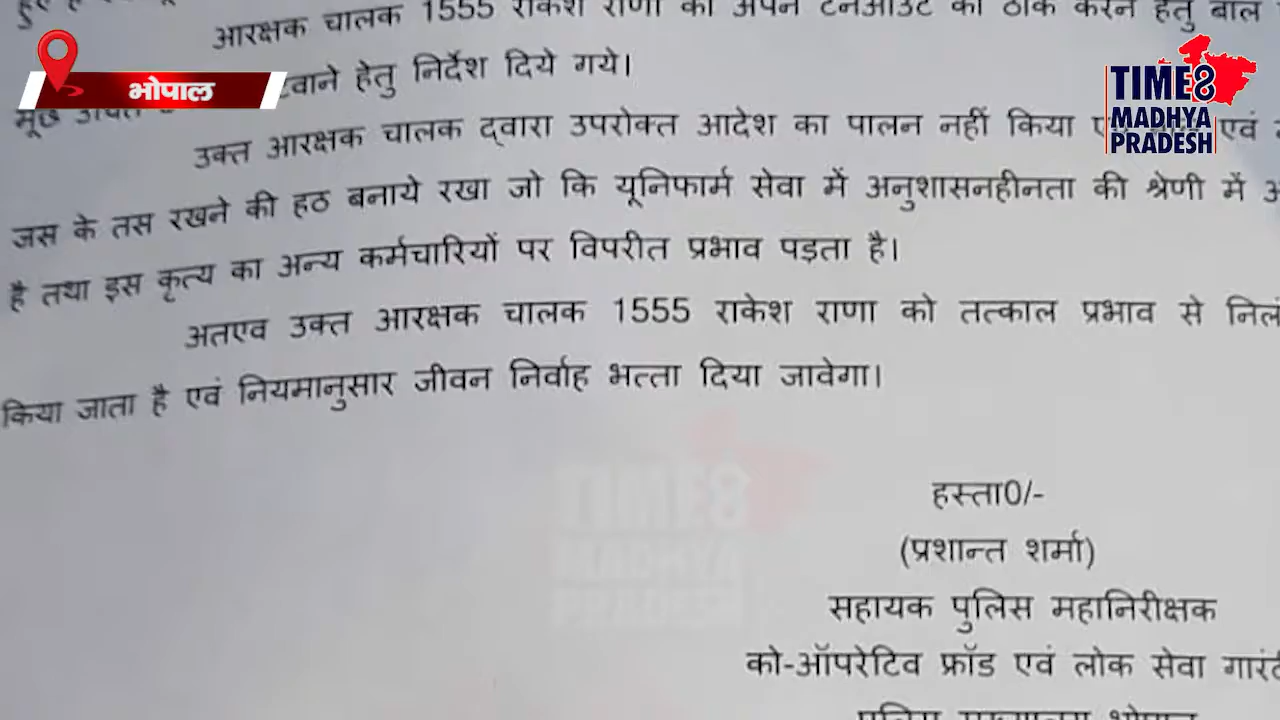 आरक्षक चालक 1555 राकेश राणा को अपने टर्नआउट को ठीक करने हेतु बाल
हेतु निर्देश दिये गये।
उक्त आरक्षक चालक द्वारा उपरोक्त आदेश का पालन नहीं किया एवं
जस के तस रखने की हठ बनाये रखा जो कि यूनिफार्म सेवा में अनुशासनहीनता की श्रेणी में
है तथा इस कृत्य का अन्य कर्मचारियों पर विपरीत प्रभाव पड़ता है।
अतएव उक्त आरक्षक चालक 1555 राकेश राणा को तत्काल प्रभाव से
किया जाता है एवं नियमानुसार जीवन निर्वाह भत्ता दिया जावेगा।
हस्ता0/-
(प्रशान्त शर्मा)
सहायक पुलिस महानिरीक्षक
को-ऑपरेटिव फ्रॉड एवं लोक सेवा
भोपाल
TIME8
MADHYA
PRADESH